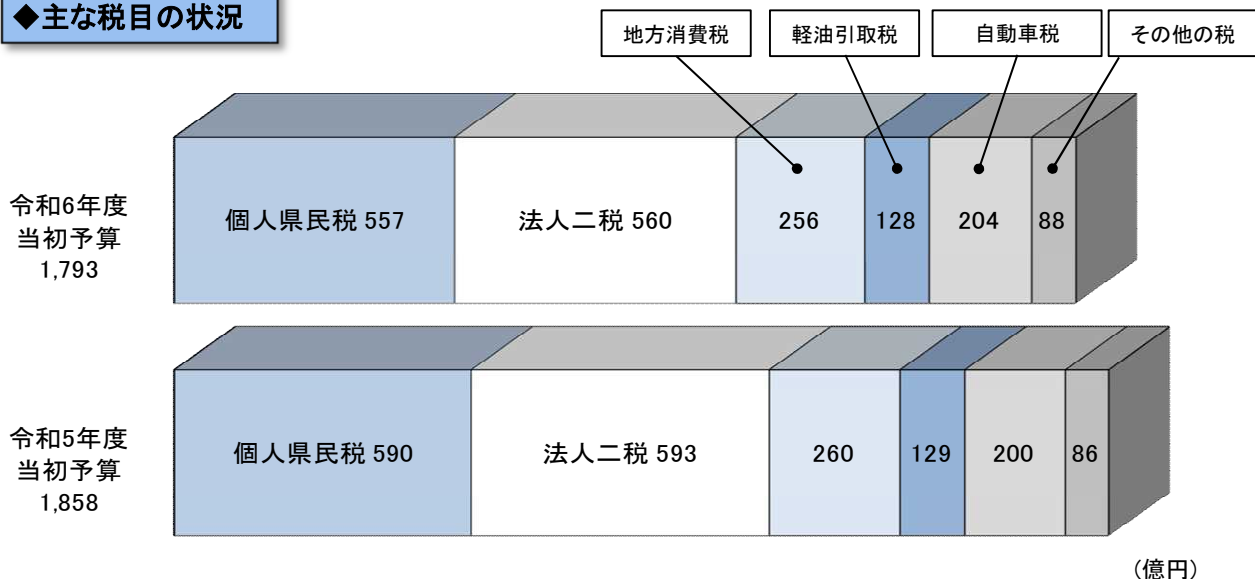 ◆主な税目の状況
地方消費税
軽油引取税
自動車税
その他の税
令和6年度
当初予算
1,793
個人県民税 557
法人二税 560
256
128
204
88
令和5年度
当初予算
1,858
個人県民税 590
法人二税 593
260
129
200
86
(億円)